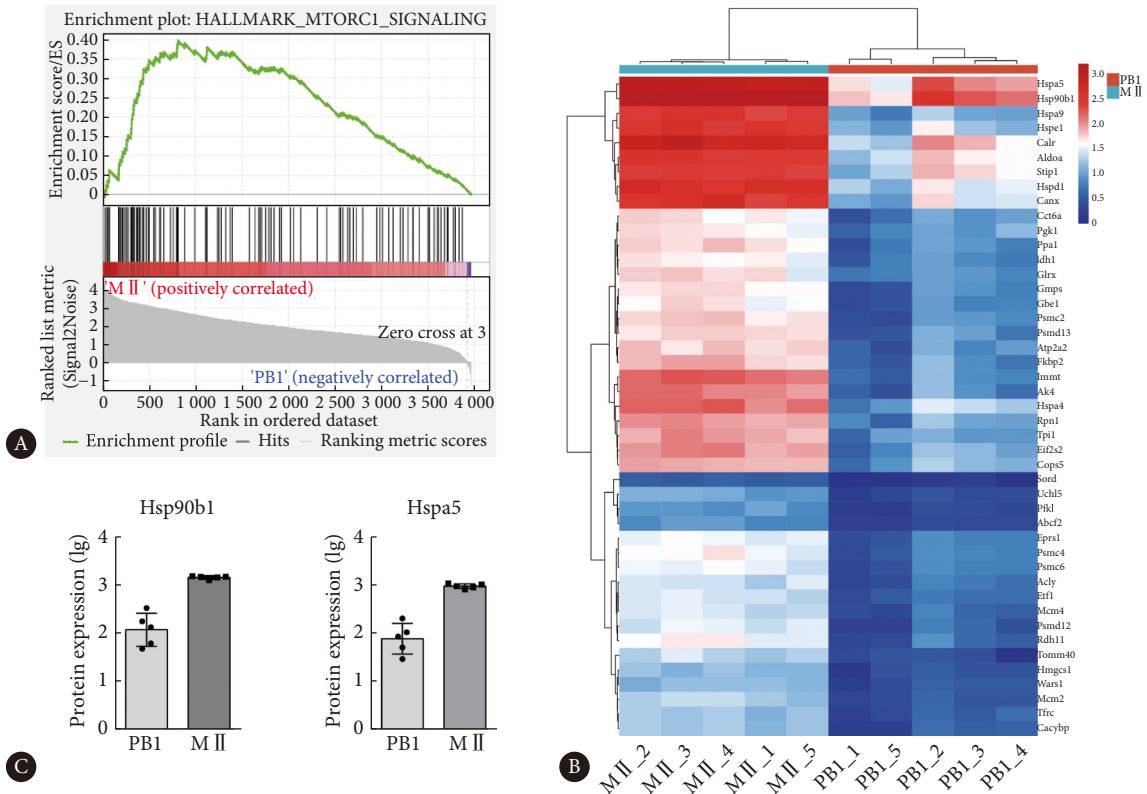 Enrichment plot: HALLMARK_MTORC1_SIGNALING
Enrichment score/ES
0.40
0.35
0.30
0.25
0.20
0.15
0.10
0.05
0
'M Ⅱ' (positively correlated)
Zero cross at 3
'PB1' (negatively correlated)
Ranked list metric
(Signal2Noise)
4
3
2
1
0
−1
0 500 1 000 1 500 2 000 2 500 3 000 3 500 4 000
Rank in ordered dataset
Enrichment profile Hits Ranking metric scores
A
Hsp90b1
Protein expression (lg)
4
3
2
1
0
PB1 M Ⅱ
Hspa5
Protein expression (lg)
4
3
2
1
0
PB1 M Ⅱ
C
Hspa5
Hsp90b1
Hspa9
Hspe1
Calr
Aldoa
Stip1
Hspd1
Canx
Cct6a
Pgk1
Ppa1
Idh1
Glrx
Gmps
Gbe1
Psmc2
Psmd13
Atp2a2
Fkbp2
Immt
Ak4
Hspa4
Rpn1
Tpi1
Eif2s2
Cops5
Sord
Uchl5
Pfkl
Abcf2
Eprs1
Psmc4
Psmc6
Acly
Etf1
Mcm4
Psmd12
Rdh11
Tomm40
Hmgcs1
Wars1
Mcm2
Tfrc
Cacybp
3.0
2.5
2.0
1.5
1.0
0.5
0
PB1
M Ⅱ
M Ⅱ_2 M Ⅱ_3 M Ⅱ_4 M Ⅱ_1 M Ⅱ_5 PB1_1 PB1_5 PB1_2 PB1_3 PB1_4
B